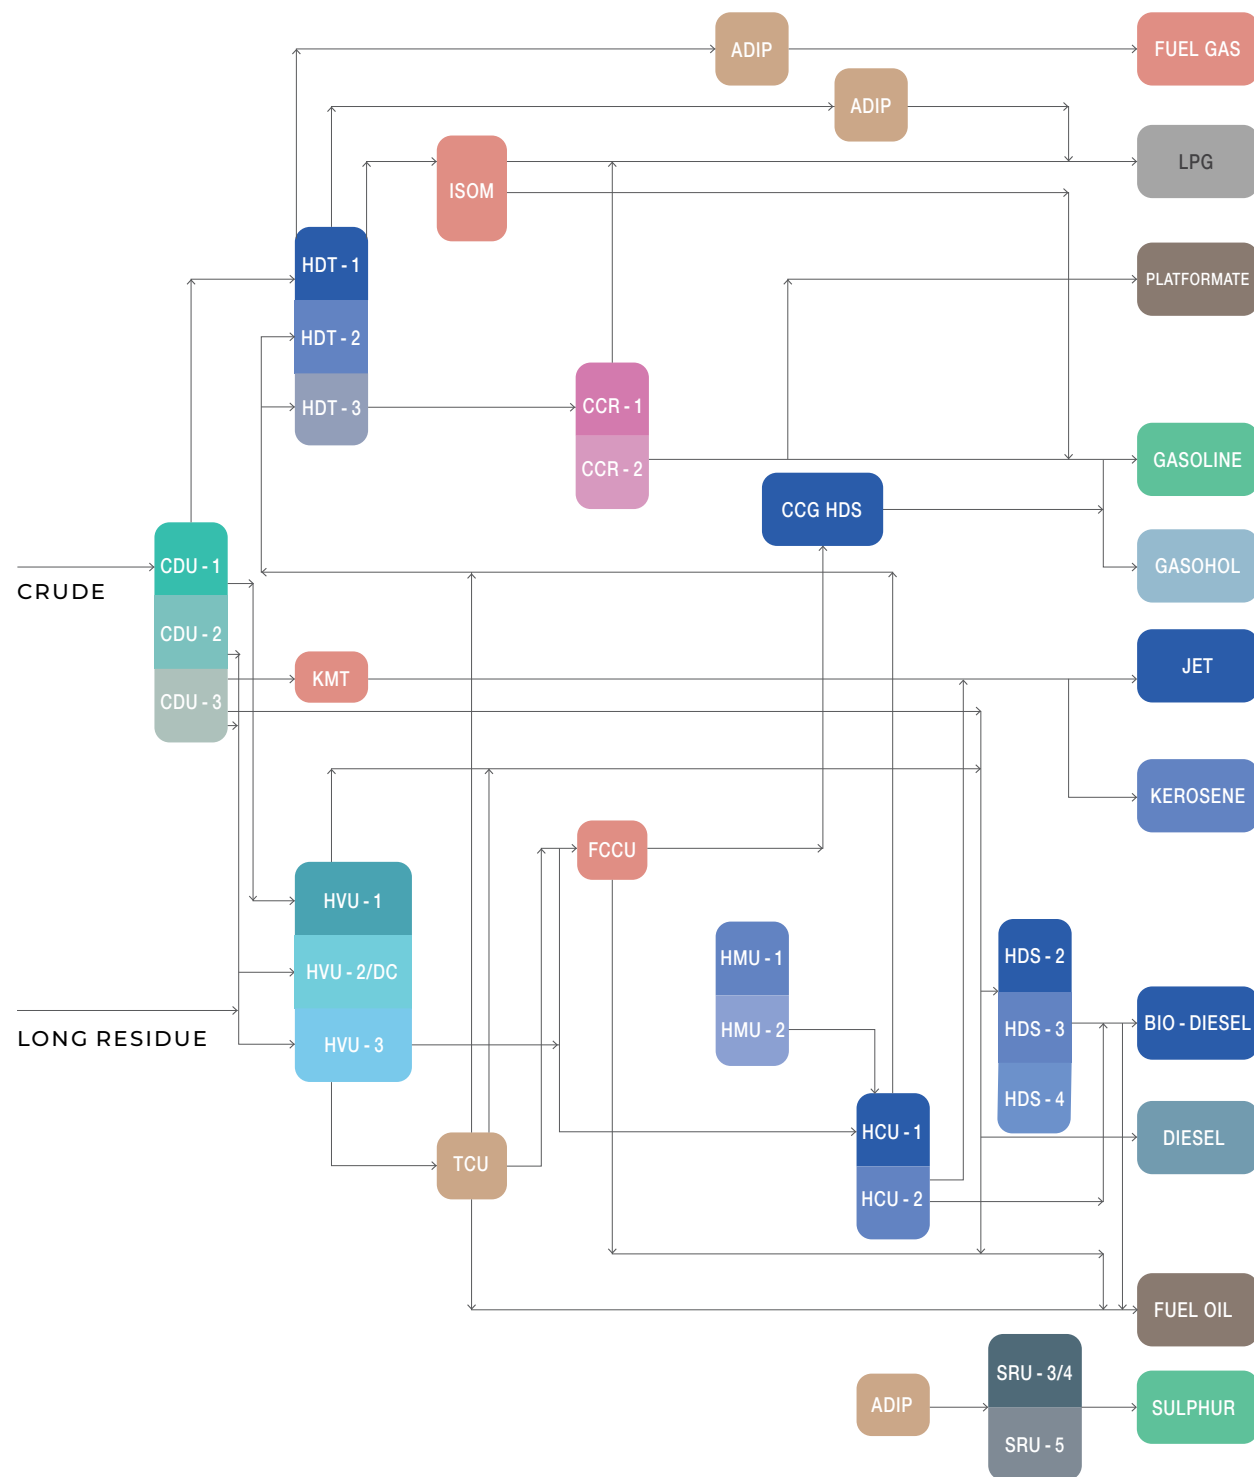 ADIP
FUEL GAS
ADIP
LPG
ISOM
HDT - 1
PLATFORMATE
HDT - 2
HDT - 3
CCR - 1
CCR - 2
GASOLINE
CCG HDS
CDU - 1
GASOHOL
CRUDE
CDU - 2
KMT
JET
CDU - 3
KEROSENE
FCCU
HVU - 1
HMU - 1
HDS - 2
HVU - 2/DC
BIO - DIESEL
HMU - 2
HDS - 3
LONG RESIDUE
HVU - 3
HDS - 4
HCU - 1
DIESEL
TCU
HCU - 2
FUEL OIL
SRU - 3/4
ADIP
SULPHUR
SRU - 5